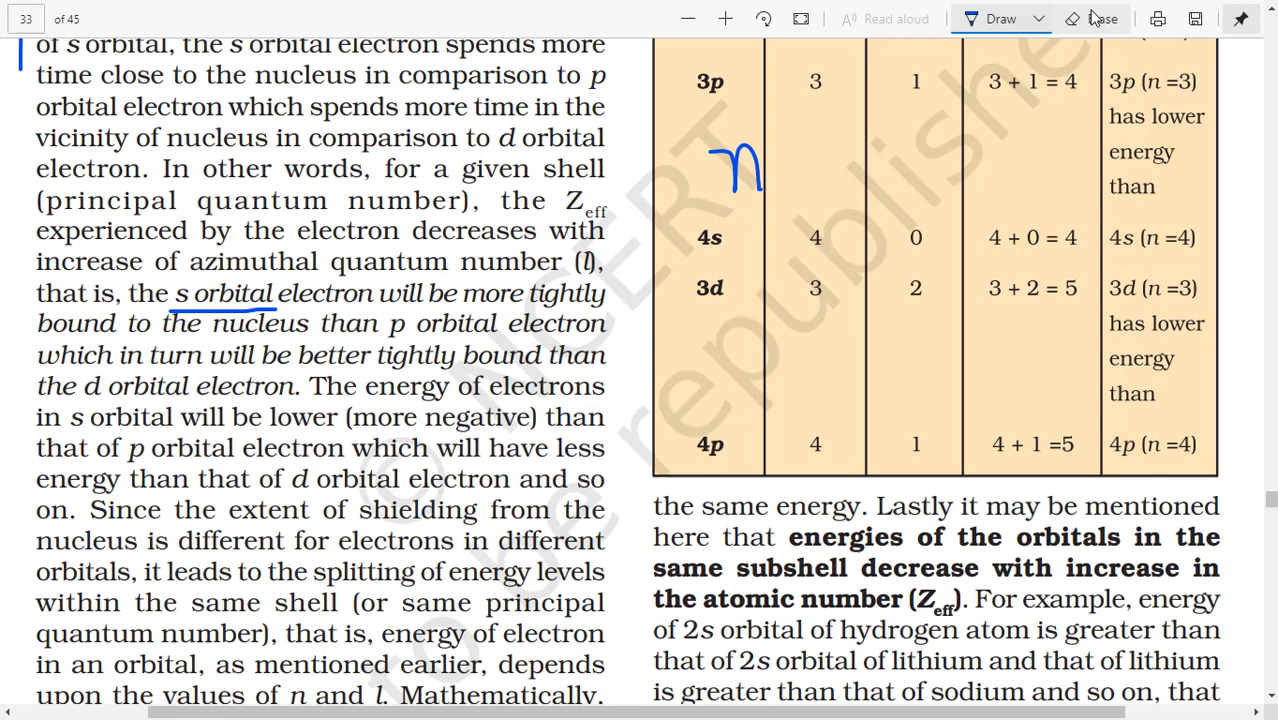 33 of 45 Read aloud Draw Erase
of s orbital, the s orbital electron spends more
time close to the nucleus in comparison to p
orbital electron which spends more time in the
vicinity of nucleus in comparison to d orbital
electron. In other words, for a given shell
(principal quantum number), the Zeff
experienced by the electron decreases with
increase of azimuthal quantum number (l),
that is, the s orbital electron will be more tightly
bound to the nucleus than p orbital electron
which in turn will be better tightly bound than
the d orbital electron. The energy of electrons
in s orbital will be lower (more negative) than
that of p orbital electron which will have less
energy than that of d orbital electron and so
on. Since the extent of shielding from the
nucleus is different for electrons in different
orbitals, it leads to the splitting of energy levels
within the same shell (or same principal
quantum number), that is, energy of electron
in an orbital, as mentioned earlier, depends
upon the values of n and l. Mathematically,
3p 3 1 3 + 1 = 4 3p (n =3)
has lower
energy
than
n
4s 4 0 4 + 0 = 4 4s (n =4)
3d 3 2 3 + 2 = 5 3d (n =3)
has lower
energy
than
4p 4 1 4 + 1 =5 4p (n =4)
the same energy. Lastly it may be mentioned
here that energies of the orbitals in the
same subshell decrease with increase in
the atomic number (Zeff). For example, energy
of 2s orbital of hydrogen atom is greater than
that of 2s orbital of lithium and that of lithium
is greater than that of sodium and so on, that
© NCERT
to be republished